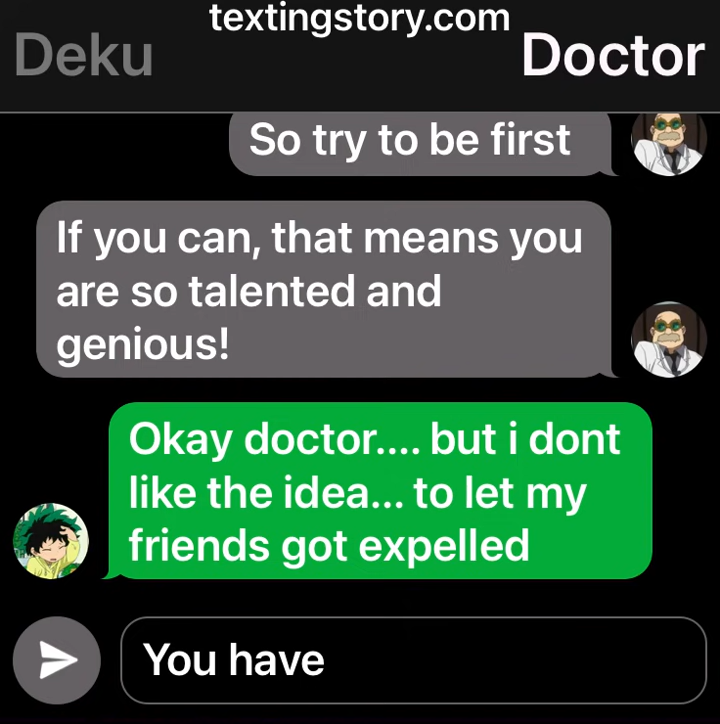 textingstory.com
Deku
Doctor
So try to be first
If you can, that means you
are so talented and
genious!
Okay doctor.... but i dont
like the idea... to let my
friends got expelled
You have